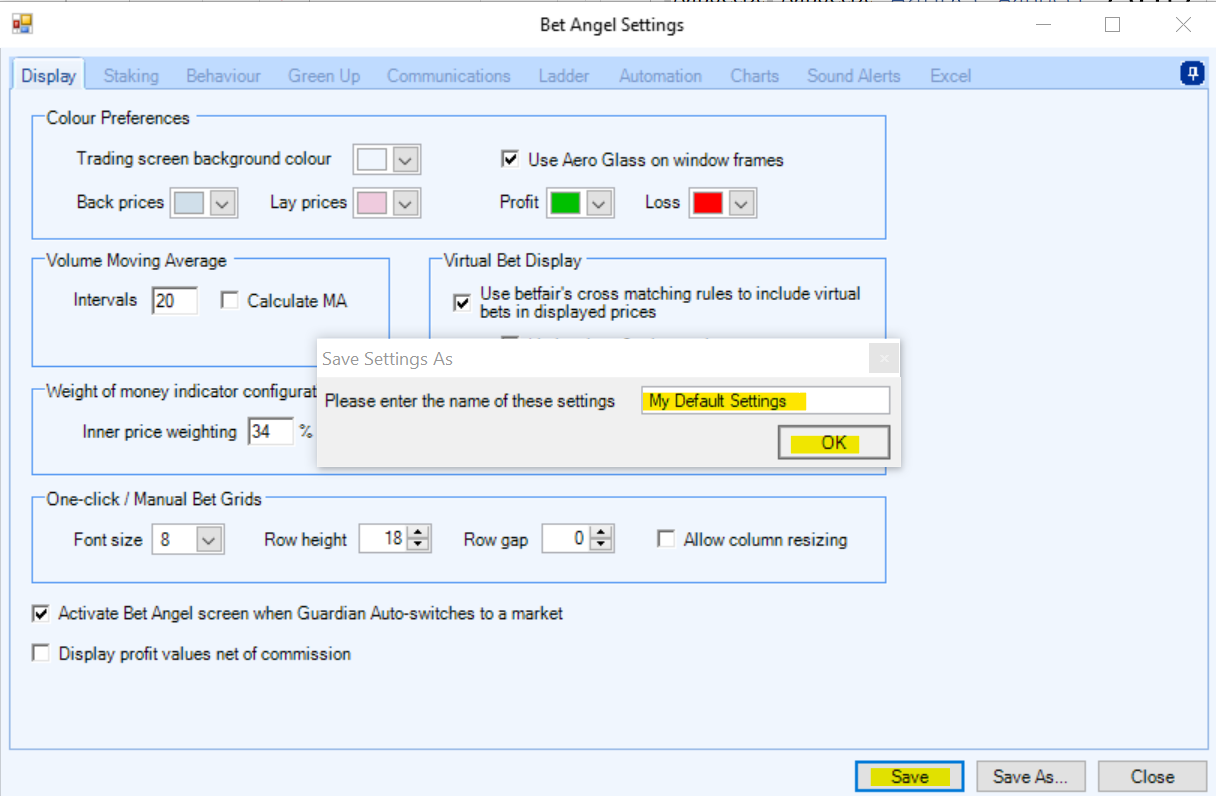 Bet Angel Settings
Display Staking Behaviour Green Up Communications Ladder Automation Charts Sound Alerts Excel
Colour Preferences
Trading screen background colour
Use Aero Glass on window frames
Back prices Lay prices Profit Loss
Volume Moving Average
Intervals 20 Calculate MA
Virtual Bet Display
Use betfair's cross matching rules to include virtual
bets in displayed prices
Save Settings As
Please enter the name of these settings My Default Settings
OK
Weight of money indicator
Inner price weighting 34 %
One-click / Manual Bet Grids
Font size 8 Row height 18 Row gap 0 Allow column resizing
Activate Bet Angel screen when Guardian Auto-switches to a market
Display profit values net of commission
Save Save As... Close